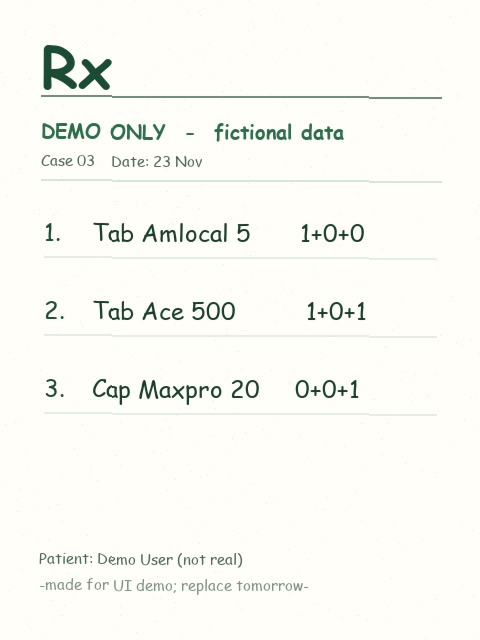 Rx
DEMO ONLY - fictional data
Case 03 Date: 23 Nov
1. Tab Amlocal 5 1+0+0
2. Tab Ace 500 1+0+1
3. Cap Maxpro 20 0+0+1
Patient: Demo User (not real)
-made for UI demo; replace tomorrow-